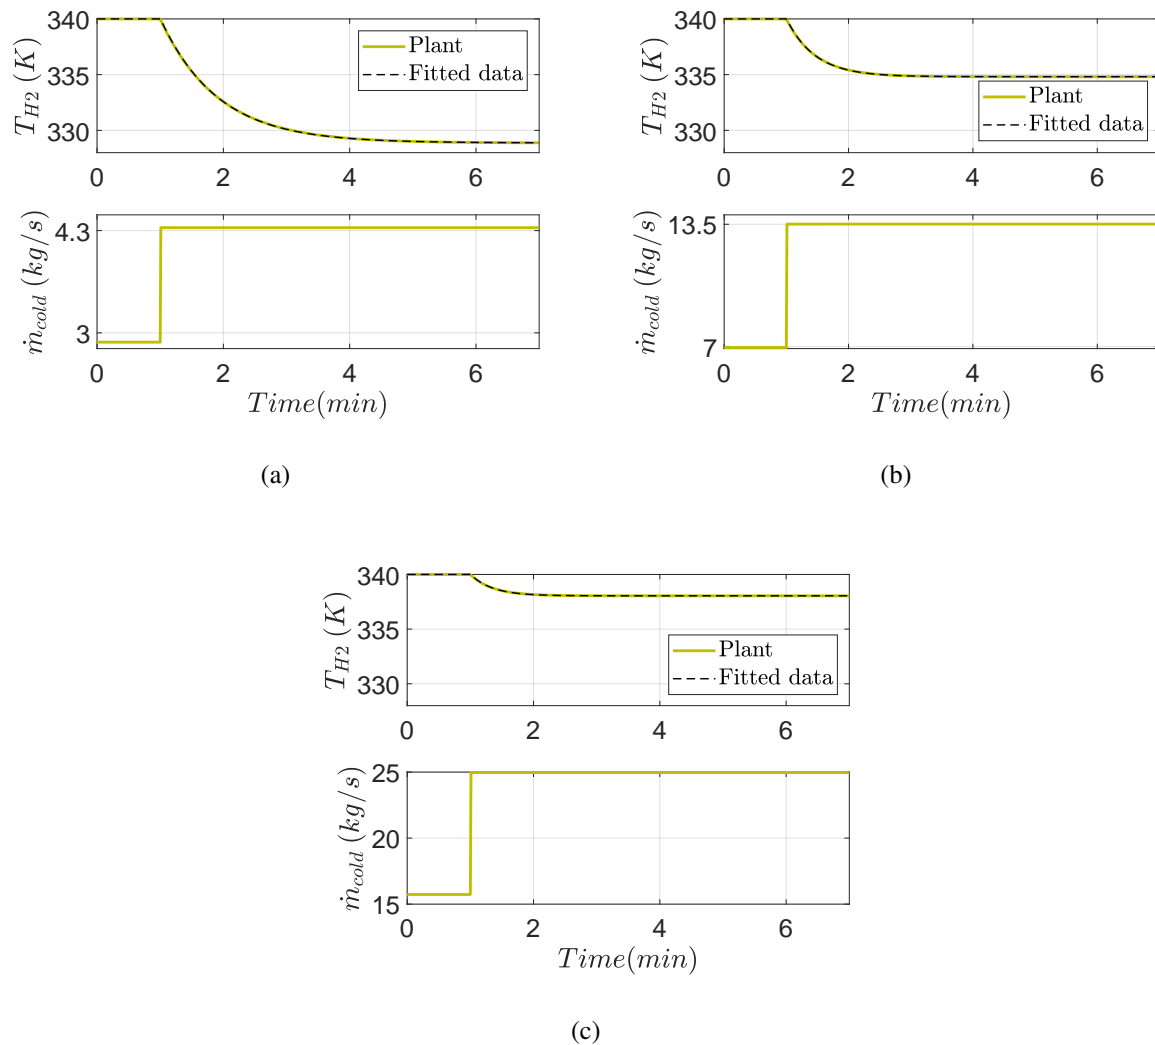 340
335
330
T_{H2} (K)
Plant
Fitted data
0 2 4 6
4.3
3
ṁ_{cold} (kg/s)
0 2 4 6
Time(min)
(a)
340
335
330
T_{H2} (K)
Plant
Fitted data
0 2 4 6
13.5
7
ṁ_{cold} (kg/s)
0 2 4 6
Time(min)
(b)
340
335
330
T_{H2} (K)
Plant
Fitted data
0 2 4 6
25
20
15
ṁ_{cold} (kg/s)
0 2 4 6
Time(min)
(c)